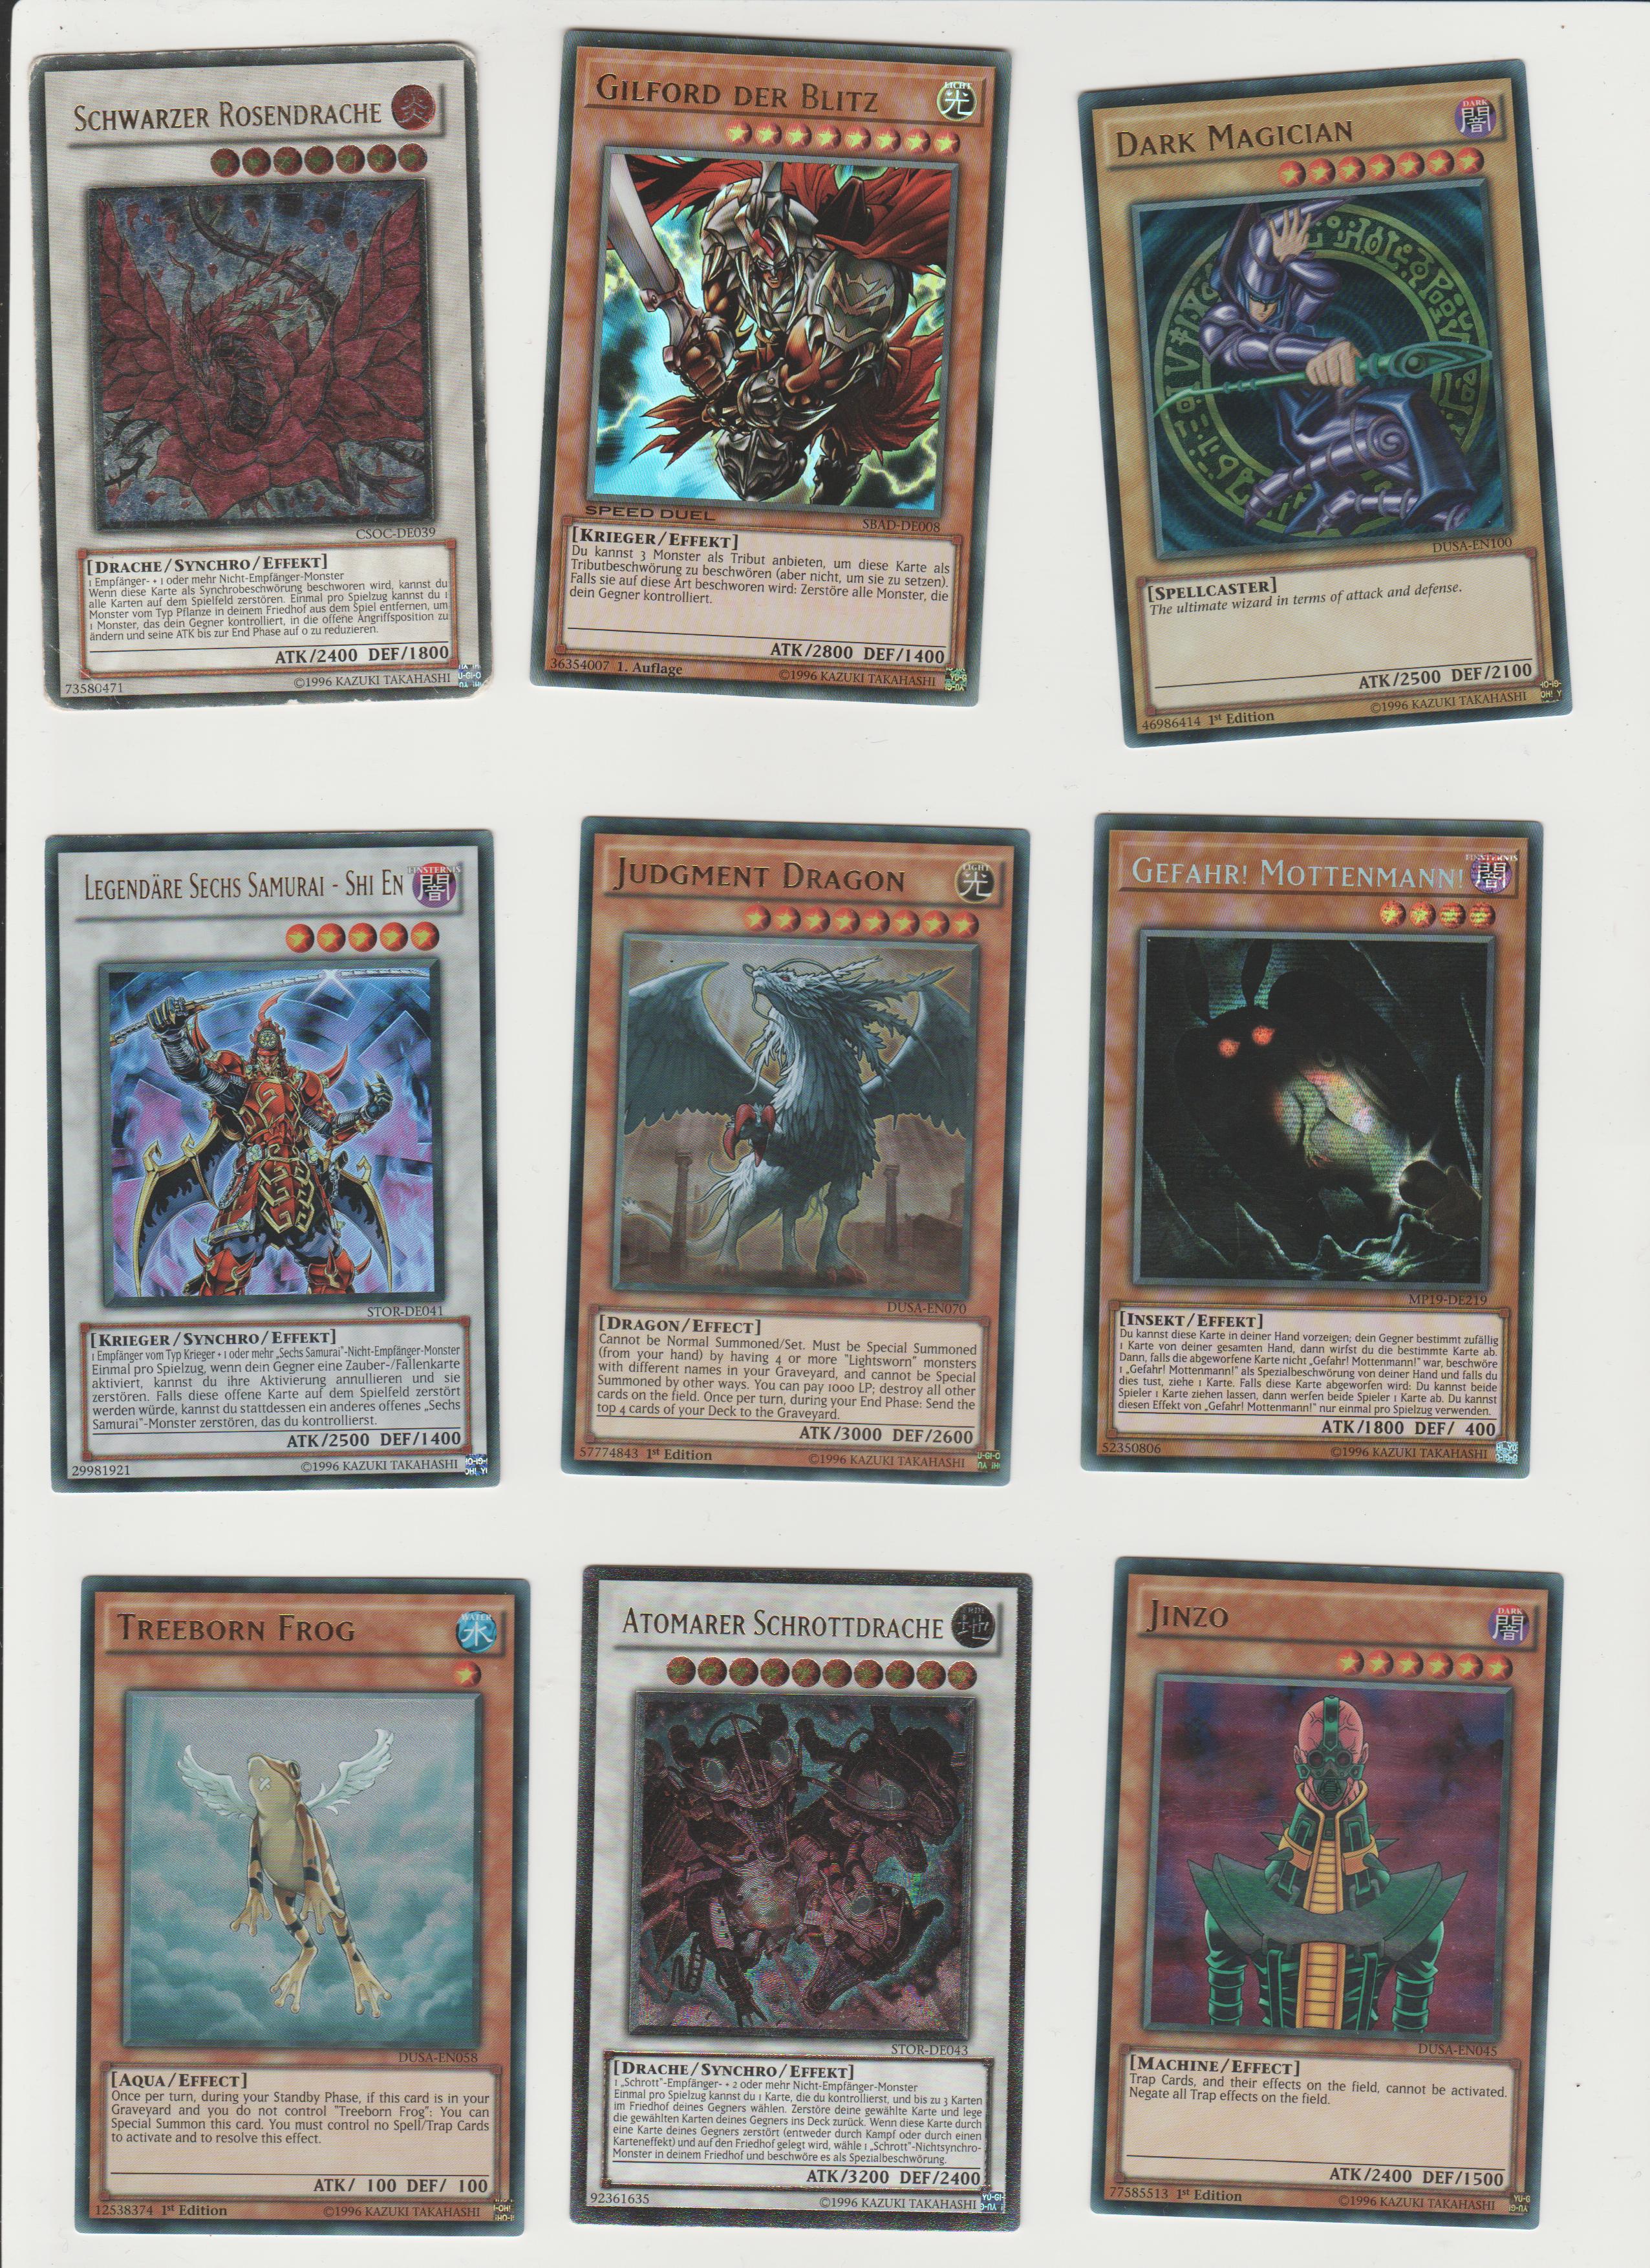 SCHWARZER ROSENDRACHE
炎
CSOC-DE039
[DRACHE/SYNCHRO/EFFEKT]
1 Empfänger- + 1 oder mehr Nicht-Empfänger-Monster
Wenn diese Karte als Synchrobeschwörung beschworen wird, kannst du
alle Karten auf dem Spielfeld zerstören. Einmal pro Spielzug kannst du 1
Monster vom Typ Pflanze in deinem Friedhof aus dem Spiel entfernen, um
1 Monster, das dein Gegner kontrolliert, in die offene Angriffsposition zu
ändern und seine ATK bis zur End Phase auf 0 zu reduzieren.
ATK/2400 DEF/1800
73580471 ©1996 KAZUKI TAKAHASHI
GILFORD DER BLITZ
LICHT
光
SPEED DUEL SBAD-DE008
[KRIEGER/EFFEKT]
Du kannst 3 Monster als Tribut anbieten, um diese Karte als
Tributbeschwörung zu beschwören (aber nicht, um sie zu setzen).
Falls sie auf diese Art beschworen wird: Zerstöre alle Monster, die
dein Gegner kontrolliert.
ATK/2800 DEF/1400
36354007 1. Auflage ©1996 KAZUKI TAKAHASHI
DARK MAGICIAN
DARK
闇
DUSA-EN100
[SPELLCASTER]
The ultimate wizard in terms of attack and defense.
ATK/2500 DEF/2100
46986414 1st Edition ©1996 KAZUKI TAKAHASHI
LEGENDÄRE SECHS SAMURAI - SHI EN
FINSTERNIS
闇
STOR-DE041
[KRIEGER/SYNCHRO/EFFEKT]
1 Empfänger vom Typ Krieger + 1 oder mehr „Sechs Samurai"-Nicht-Empfänger-Monster
Einmal pro Spielzug, wenn dein Gegner eine Zauber-/Fallenkarte
aktiviert, kannst du ihre Aktivierung annullieren und sie
zerstören. Falls diese offene Karte auf dem Spielfeld zerstört
werden würde, kannst du stattdessen ein anderes offenes „Sechs
Samurai"-Monster zerstören, das du kontrollierst.
ATK/2500 DEF/1400
29981921 ©1996 KAZUKI TAKAHASHI
JUDGMENT DRAGON
LIGHT
光
DUSA-EN070
[DRAGON/EFFECT]
Cannot be Normal Summoned/Set. Must be Special Summoned
(from your hand) by having 4 or more "Lightsworn" monsters
with different names in your Graveyard, and cannot be Special
Summoned by other ways. You can pay 1000 LP; destroy all other
cards on the field. Once per turn, during your End Phase: Send the
top 4 cards of your Deck to the Graveyard.
ATK/3000 DEF/2600
57774843 1st Edition ©1996 KAZUKI TAKAHASHI
GEFAHR! MOTTENMANN!
FINSTERNIS
闇
MP19-DE219
[INSEKT/EFFEKT]
Du kannst diese Karte in deiner Hand vorzeigen; dein Gegner bestimmt zufällig
1 Karte von deiner gesamten Hand, dann wirfst du die bestimmte Karte ab.
Dann, falls die abgeworfene Karte nicht „Gefahr! Mottenmann!" war, beschwöre
1 „Gefahr! Mottenmann!" als Spezialbeschwörung von deiner Hand und falls du
dies tust, ziehe 1 Karte. Falls diese Karte abgeworfen wird: Du kannst beide
Spieler 1 Karte ziehen lassen, dann werfen beide Spieler 1 Karte ab. Du kannst
diesen Effekt von „Gefahr! Mottenmann!" nur einmal pro Spielzug verwenden.
ATK/1800 DEF/ 400
52350806 ©1996 KAZUKI TAKAHASHI
TREEBORN FROG
WATER
水
DUSA-EN058
[AQUA/EFFECT]
Once per turn, during your Standby Phase, if this card is in your
Graveyard and you do not control "Treeborn Frog": You can
Special Summon this card. You must control no Spell/Trap Cards
to activate and to resolve this effect.
ATK/ 100 DEF/ 100
12538374 1st Edition ©1996 KAZUKI TAKAHASHI
ATOMARER SCHROTTDRACHE
ERDE
地
STOR-DE043
[DRACHE/SYNCHRO/EFFEKT]
1 „Schrott"-Empfänger- + 2 oder mehr Nicht-Empfänger-Monster
Einmal pro Spielzug kannst du 1 Karte, die du kontrollierst, und bis zu 3 Karten
im Friedhof deines Gegners wählen. Zerstöre deine gewählte Karte und lege
die gewählten Karten deines Gegners ins Deck zurück. Wenn diese Karte durch
eine Karte deines Gegners zerstört (entweder durch Kampf oder durch einen
Karteneffekt) und auf den Friedhof gelegt wird, wähle 1 „Schrott"-Nichtsynchro-
Monster in deinem Friedhof und beschwöre es als Spezialbeschwörung.
ATK/3200 DEF/2400
92361635 ©1996 KAZUKI TAKAHASHI
JINZO
DARK
闇
DUSA-EN045
[MACHINE/EFFECT]
Trap Cards, and their effects on the field, cannot be activated.
Negate all Trap effects on the field.
ATK/2400 DEF/1500
77585513 1st Edition ©1996 KAZUKI TAKAHASHI